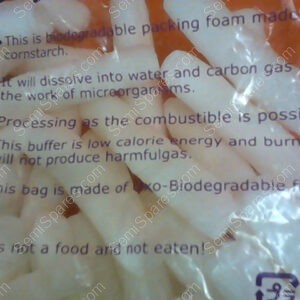 This is biodegradable packing foam made
cornstarch.
It will dissolve into water and carbon gas
the work of microorganisms.
Processing as the combustible is possi
This buffer is low calorie energy and burn
ill not produce harmfulgas.
his bag is made of oxo-Biodegradable f
s not a food and not eaten!